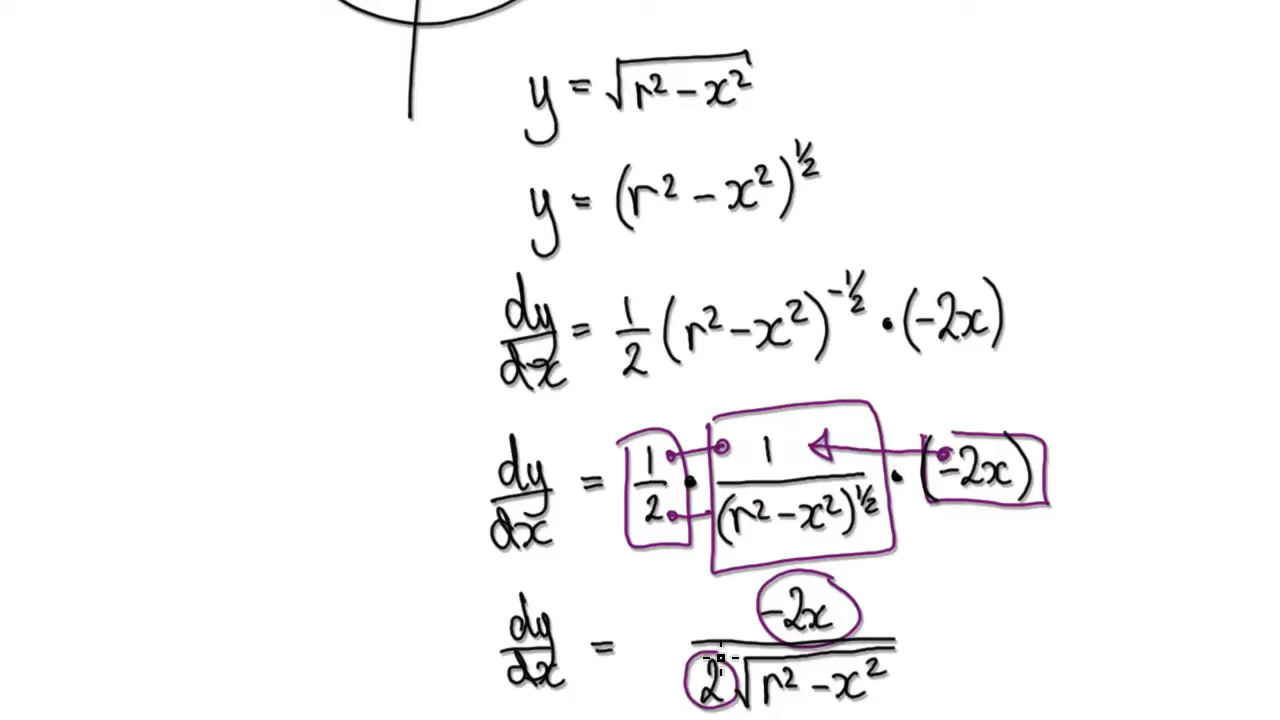 y = √(r² − x²)
y = (r² − x²)^½
dy/dx = 1/2 (r² − x²)^−½ · (−2x)
dy/dx = 1/2 · 1/(r² − x²)^½ · (−2x)
dy/dx = −2x / 2√(r² − x²)